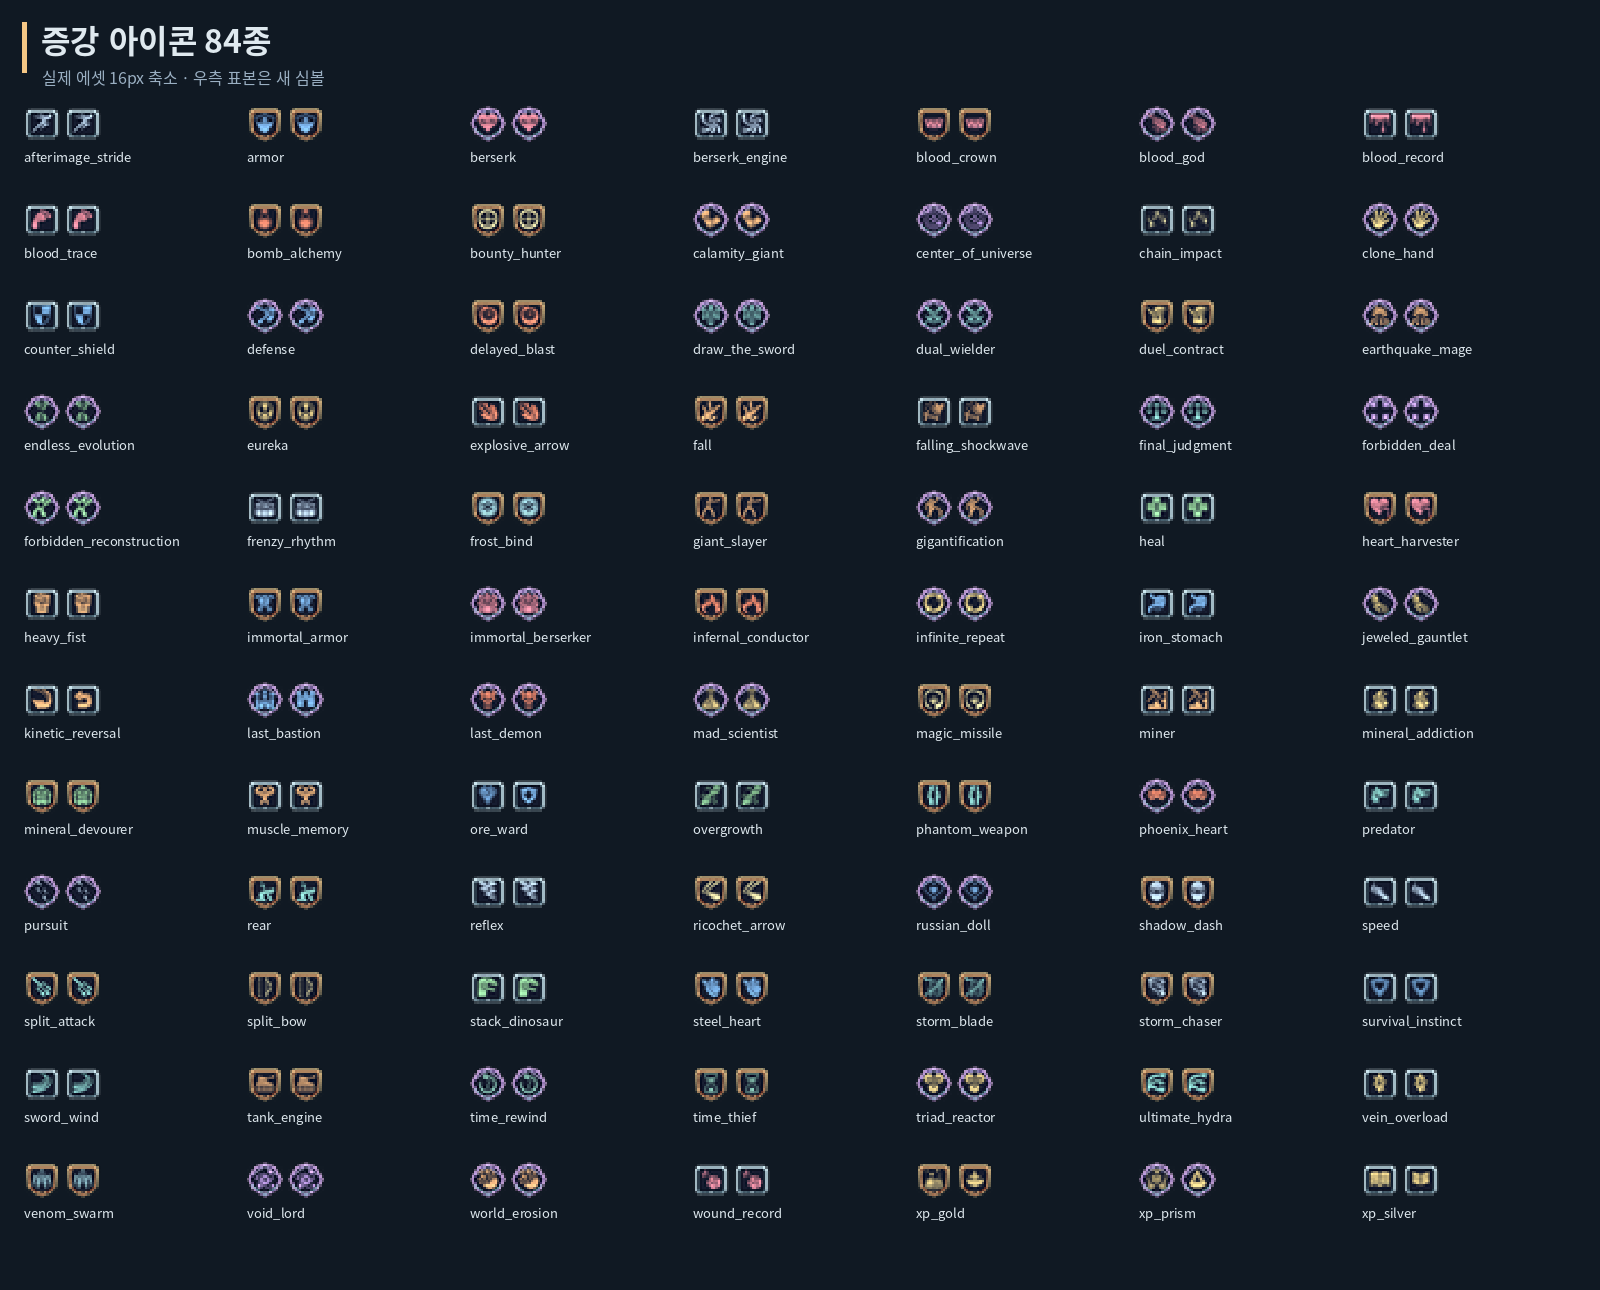 증강 아이콘 84종
실제 에셋 16px 축소 · 우측 표본은 새 심볼
afterimage_stride armor berserk berserk_engine blood_crown blood_god blood_record
blood_trace bomb_alchemy bounty_hunter calamity_giant center_of_universe chain_impact clone_hand
counter_shield defense delayed_blast draw_the_sword dual_wielder duel_contract earthquake_mage
endless_evolution eureka explosive_arrow fall falling_shockwave final_judgment forbidden_deal
forbidden_reconstruction frenzy_rhythm frost_bind giant_slayer gigantification heal heart_harvester
heavy_fist immortal_armor immortal_berserker infernal_conductor infinite_repeat iron_stomach jeweled_gauntlet
kinetic_reversal last_bastion last_demon mad_scientist magic_missile miner mineral_addiction
mineral_devourer muscle_memory ore_ward overgrowth phantom_weapon phoenix_heart predator
pursuit rear reflex ricochet_arrow russian_doll shadow_dash speed
split_attack split_bow stack_dinosaur steel_heart storm_blade storm_chaser survival_instinct
sword_wind tank_engine time_rewind time_thief triad_reactor ultimate_hydra vein_overload
venom_swarm void_lord world_erosion wound_record xp_gold xp_prism xp_silver